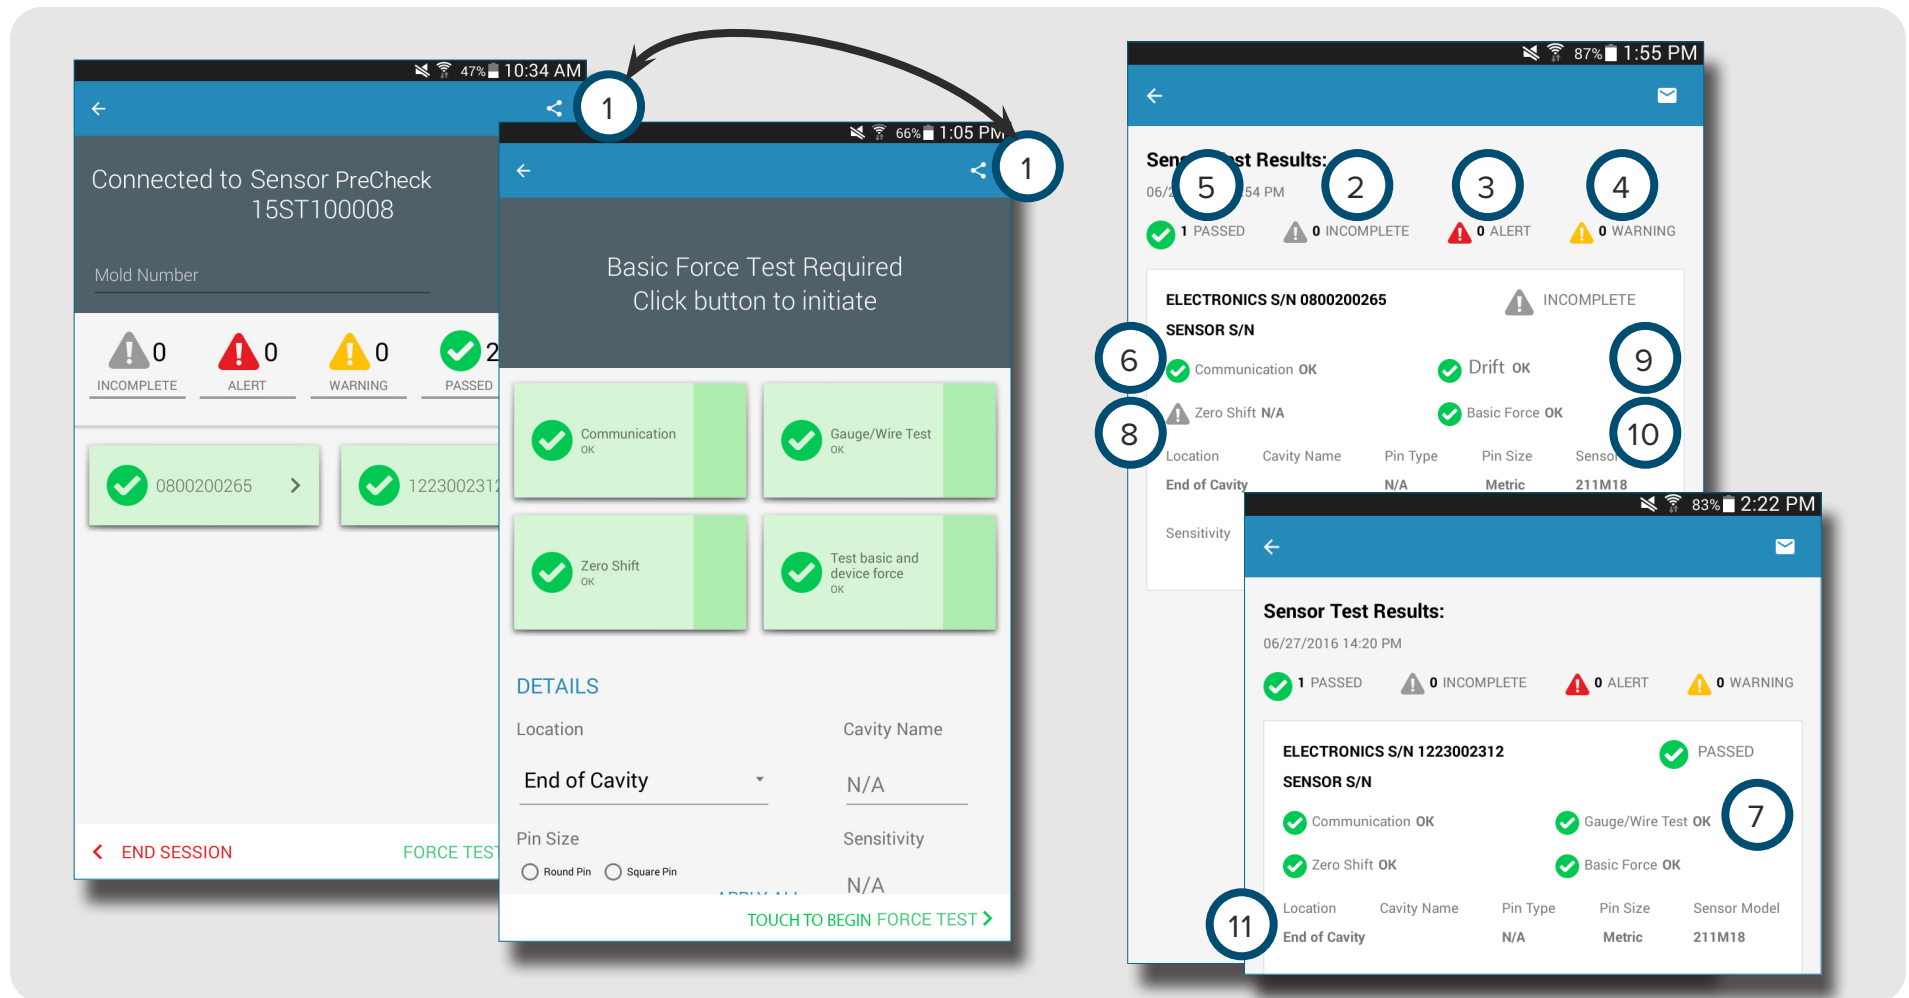 47% 10:34 AM
1
Connected to Sensor PreCheck
15ST100008
Mold Number
0
0
0
2
INCOMPLETE
ALERT
WARNING
PASSED
0800200265
1223002312
END SESSION
FORCE TEST
66% 1:05 PM
1
Basic Force Test Required
Click button to initiate
Communication
OK
Gauge/Wire Test
OK
Zero Shift
OK
Test basic and
device force
OK
DETAILS
Location
Cavity Name
End of Cavity
N/A
Pin Size
Sensitivity
Round Pin
Square Pin
N/A
APPLY ALL
TOUCH TO BEGIN FORCE TEST
87% 1:55 PM
Test Results:
54 PM
5
2
3
4
1 PASSED
0 INCOMPLETE
0 ALERT
0 WARNING
ELECTRONICS S/N 0800200265
INCOMPLETE
SENSOR S/N
6
Communication OK
Drift OK
9
8
Zero Shift N/A
Basic Force OK
10
Location
Cavity Name
Pin Type
Pin Size
Sensor
End of Cavity
N/A
Metric
211M18
Sensitivity
83% 2:22 PM
Sensor Test Results:
06/27/2016 14:20 PM
1 PASSED
0 INCOMPLETE
0 ALERT
0 WARNING
ELECTRONICS S/N 1223002312
PASSED
SENSOR S/N
Communication OK
Gauge/Wire Test OK
7
Zero Shift OK
Basic Force OK
11
Location
Cavity Name
Pin Type
Pin Size
Sensor Model
End of Cavity
N/A
Metric
211M18